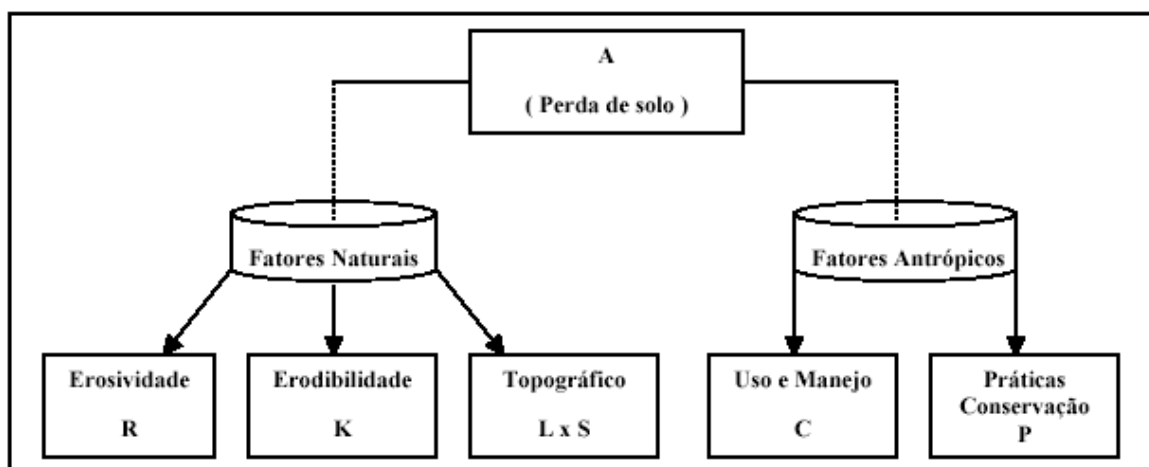 A
( Perda de solo )
Fatores Naturais
Fatores Antrópicos
Erosividade
R
Erodibilidade
K
Topográfico
L x S
Uso e Manejo
C
Práticas
Conservação
P